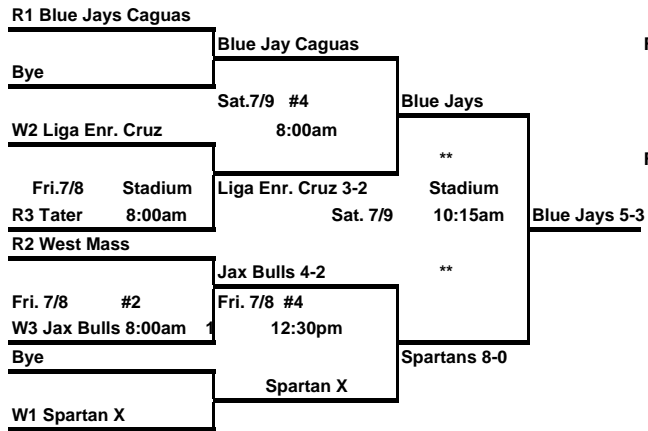 R1 Blue Jays Caguas
Blue Jay Caguas
Bye
Sat.7/9 #4 Blue Jays
W2 Liga Enr. Cruz 8:00am
**
Fri.7/8 Stadium Liga Enr. Cruz 3-2 Stadium
R3 Tater 8:00am Sat. 7/9 10:15am Blue Jays 5-3
R2 West Mass
Jax Bulls 4-2 **
Fri. 7/8 #2 Fri. 7/8 #4
W3 Jax Bulls 8:00am 1 12:30pm
Bye Spartans 8-0
Spartan X
W1 Spartan X